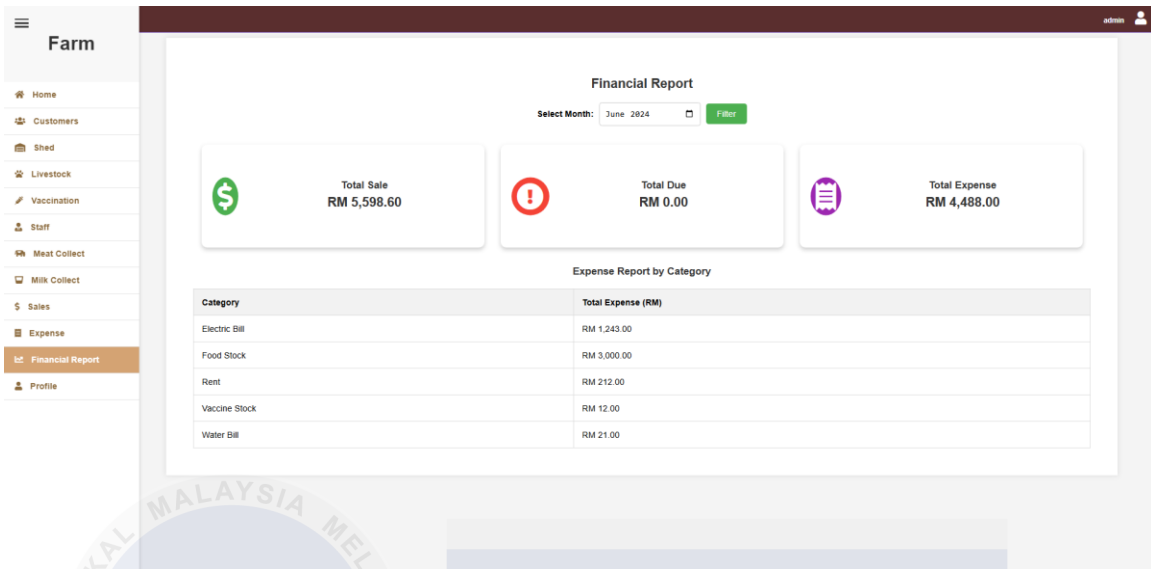 admin
Farm
Home
Customers
Shed
Livestock
Vaccination
Staff
Meat Collect
Milk Collect
Sales
Expense
Financial Report
Profile
Financial Report
Select Month: June 2024 Filter
Total Sale
RM 5,598.60
Total Due
RM 0.00
Total Expense
RM 4,488.00
Expense Report by Category
Category Total Expense (RM)
Electric Bill RM 1,243.00
Food Stock RM 3,000.00
Rent RM 212.00
Vaccine Stock RM 12.00
Water Bill RM 21.00
KAL MALAYSIA MEL